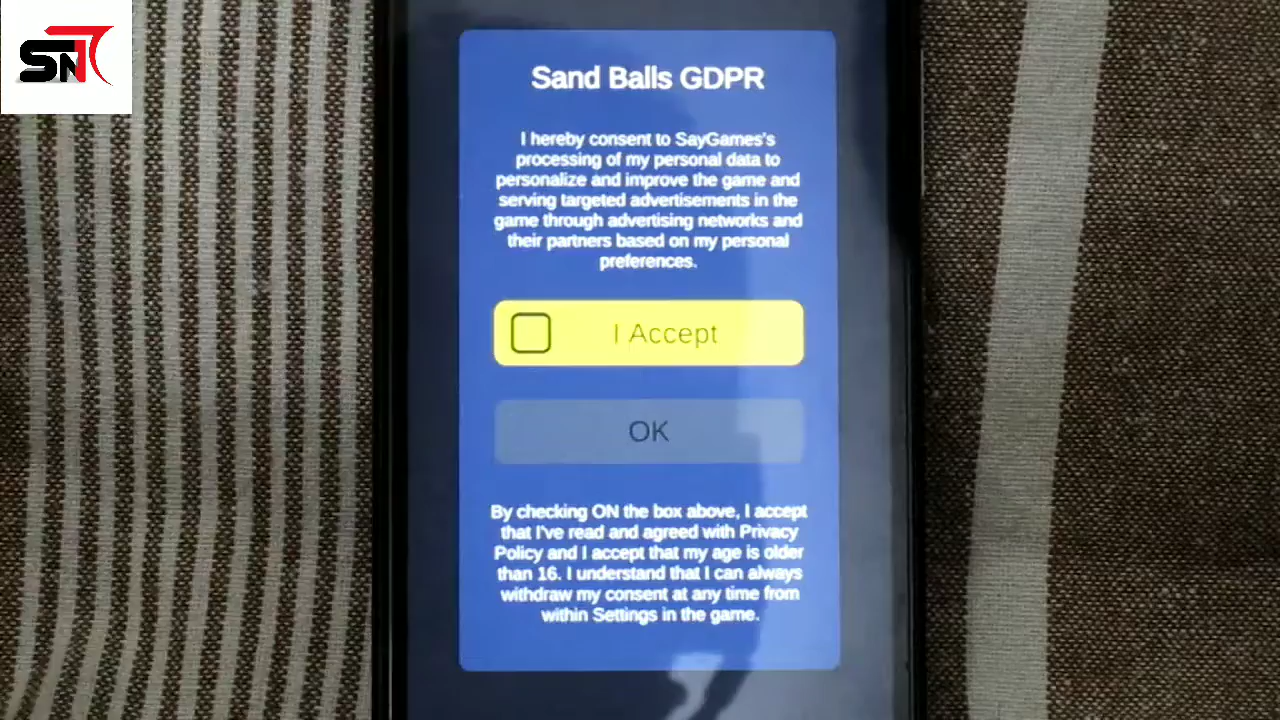 SNT
Sand Balls GDPR
I hereby consent to SayGames's
processing of my personal data to
personalize and improve the game and
serving targeted advertisements in the
game through advertising networks and
their partners based on my personal
preferences.
I Accept
OK
By checking ON the box above, I accept
that I've read and agreed with Privacy
Policy and I accept that my age is older
than 16. I understand that I can always
withdraw my consent at any time from
within Settings in the game.